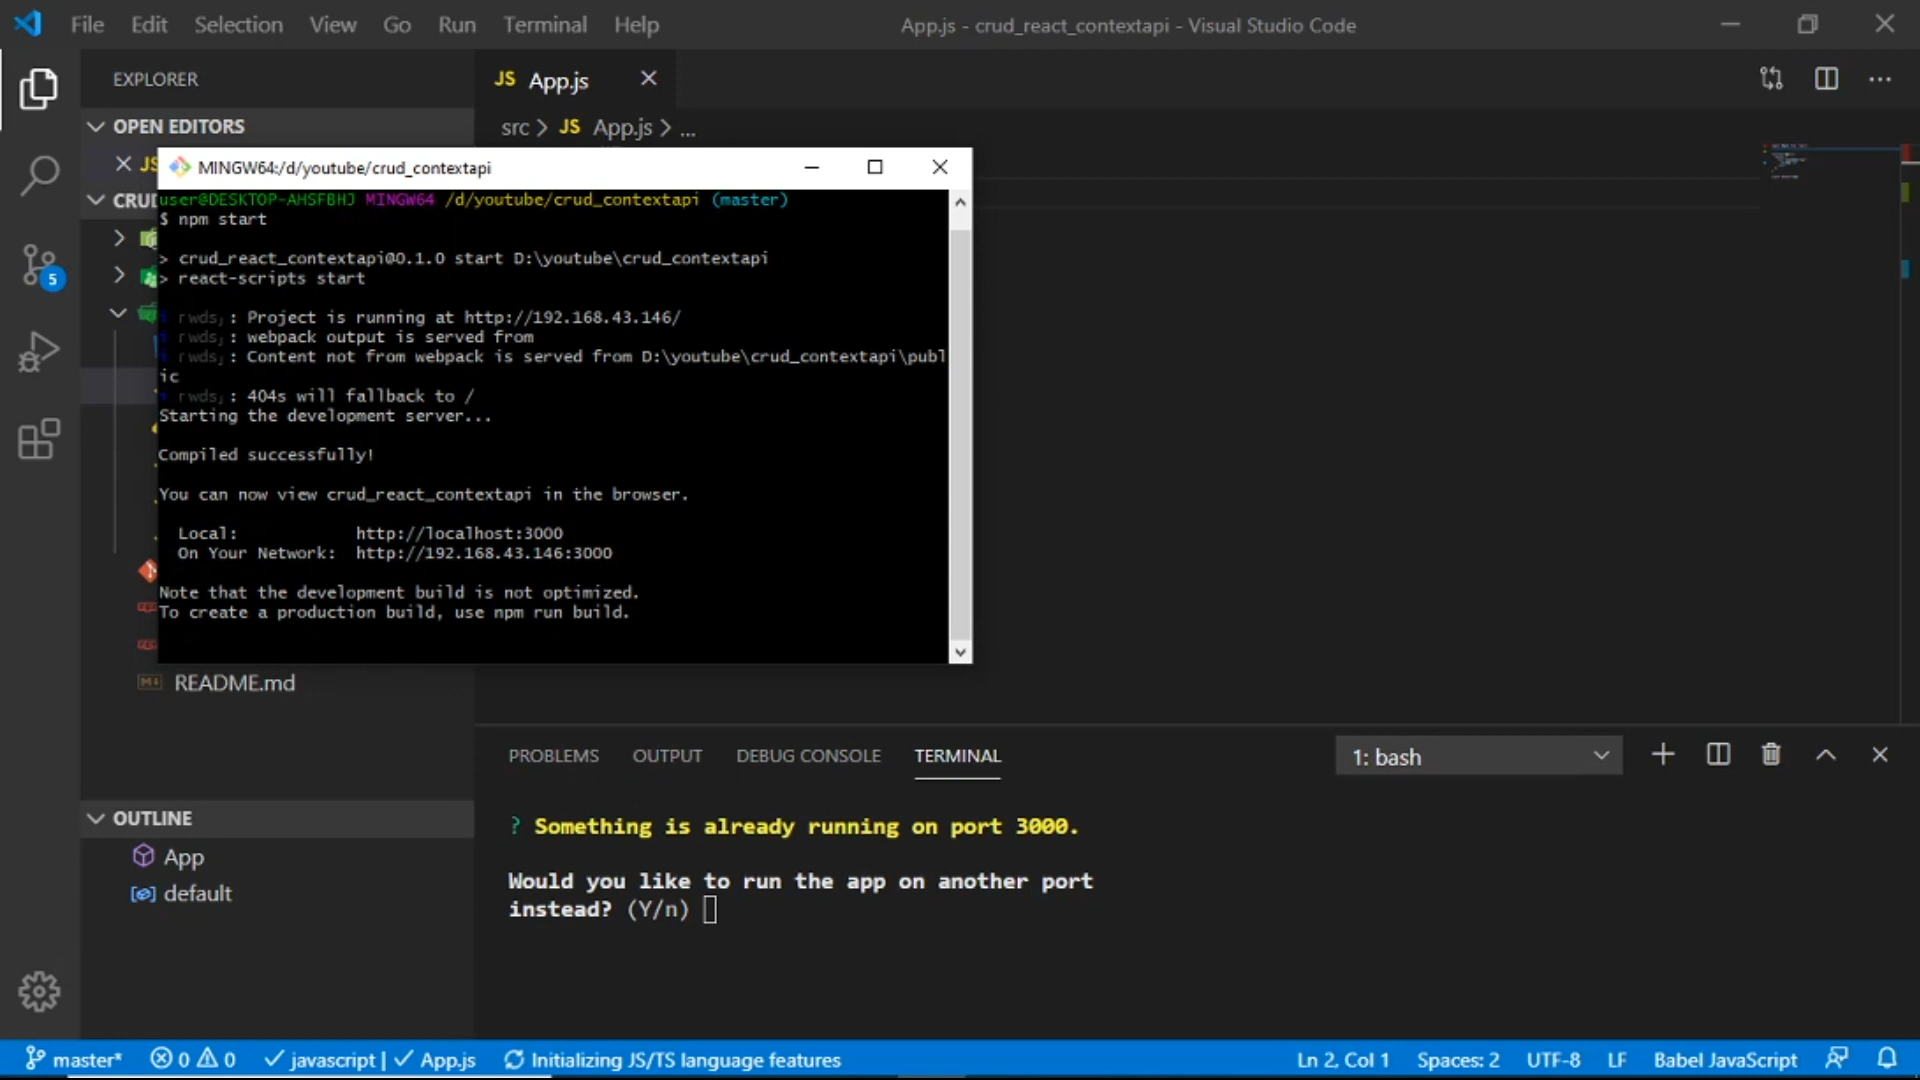 File Edit Selection View Go Run Terminal Help App.js - crud_react_contextapi - Visual Studio Code
EXPLORER
JS App.js
OPEN EDITORS
src > JS App.js > ...
JS
MINGW64:/d/youtube/crud_contextapi
CRU
user@DESKTOP-AHSFBHJ MINGW64 /d/youtube/crud_contextapi (master)
$ npm start
> crud_react_contextapi@0.1.0 start D:\youtube\crud_contextapi
> react-scripts start
i ｢wds｣: Project is running at http://192.168.43.146/
i ｢wds｣: webpack output is served from
i ｢wds｣: Content not from webpack is served from D:\youtube\crud_contextapi\publ
ic
i ｢wds｣: 404s will fallback to /
Starting the development server...
Compiled successfully!
You can now view crud_react_contextapi in the browser.
Local: http://localhost:3000
On Your Network: http://192.168.43.146:3000
Note that the development build is not optimized.
To create a production build, use npm run build.
README.md
5
PROBLEMS OUTPUT DEBUG CONSOLE TERMINAL 1: bash
OUTLINE
App
default
? Something is already running on port 3000.
Would you like to run the app on another port
instead? (Y/n)
master* 0 0 javascript | App.js Initializing JS/TS language features Ln 2, Col 1 Spaces: 2 UTF-8 LF Babel JavaScript